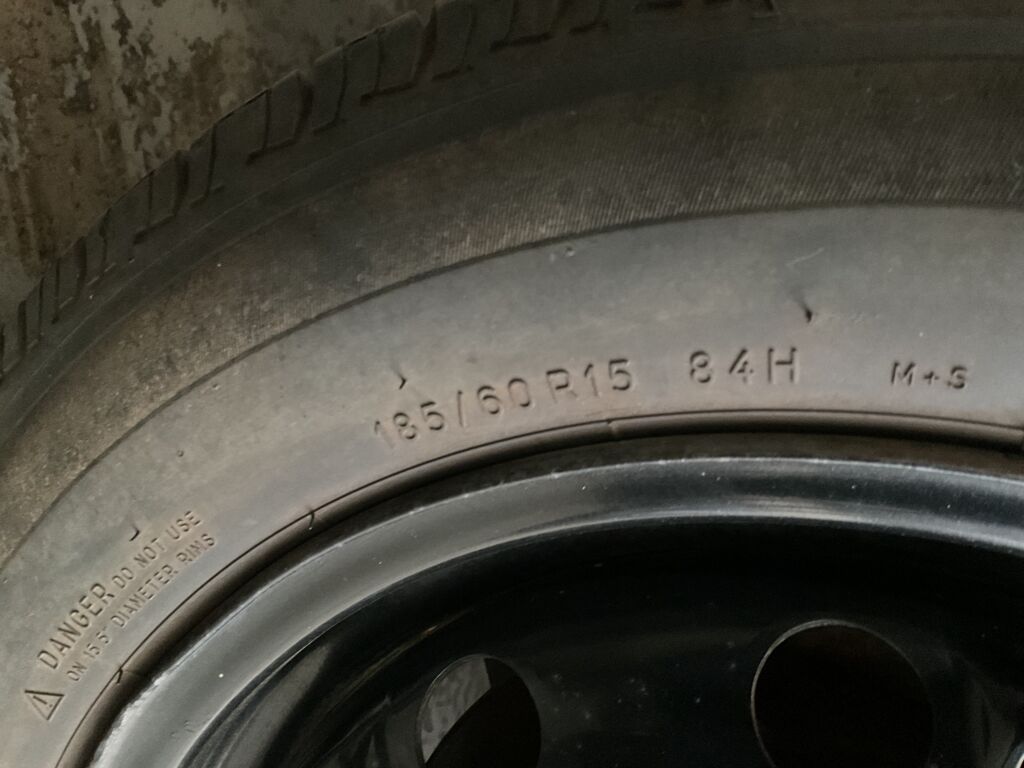 185/60 R15 84H M+S
DANGER DO NOT USE
ON 15.5" DIAMETER RIMS